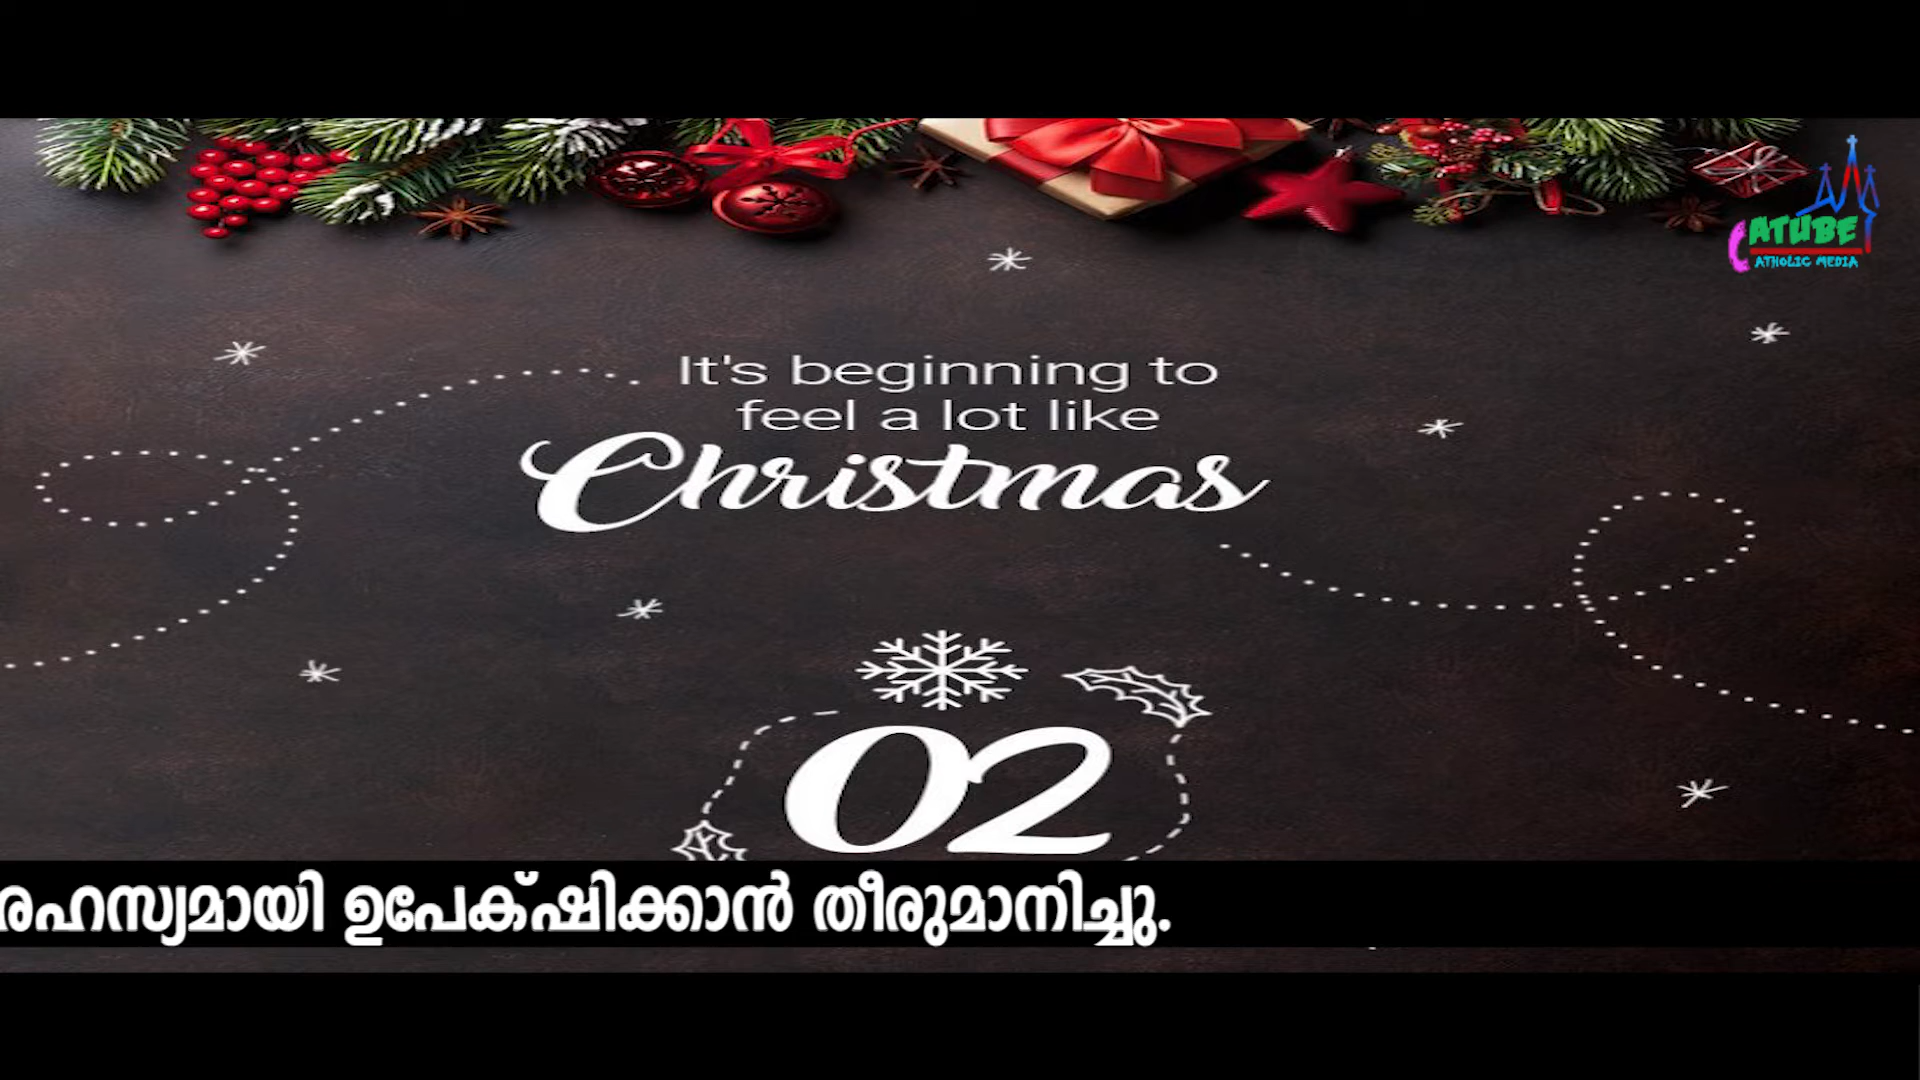 CATUBE
CATHOLIC MEDIA
It's beginning to
feel a lot like
Christmas
02
രഹസ്യമായി ഉപേക്ഷിക്കാൻ തീരുമാനിച്ചു.